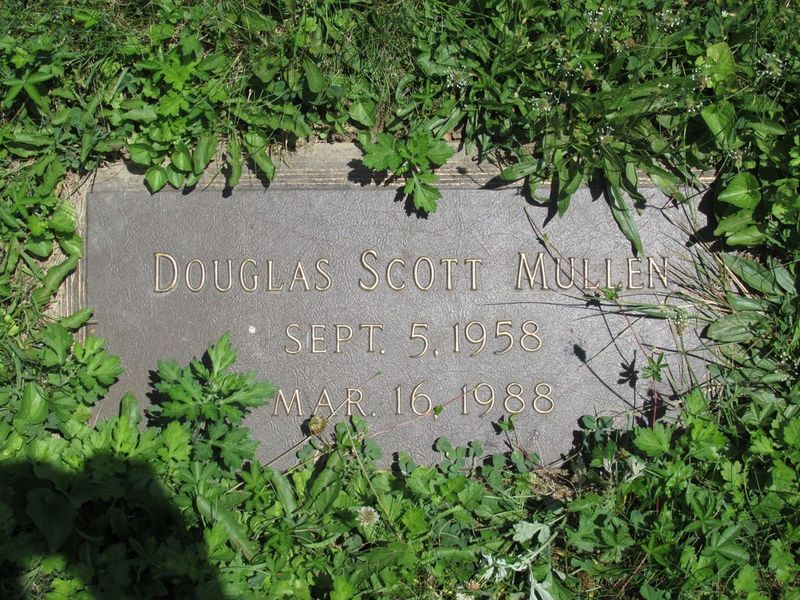 Douglas Scott Mullen
Sept. 5, 1958
Mar. 16, 1988